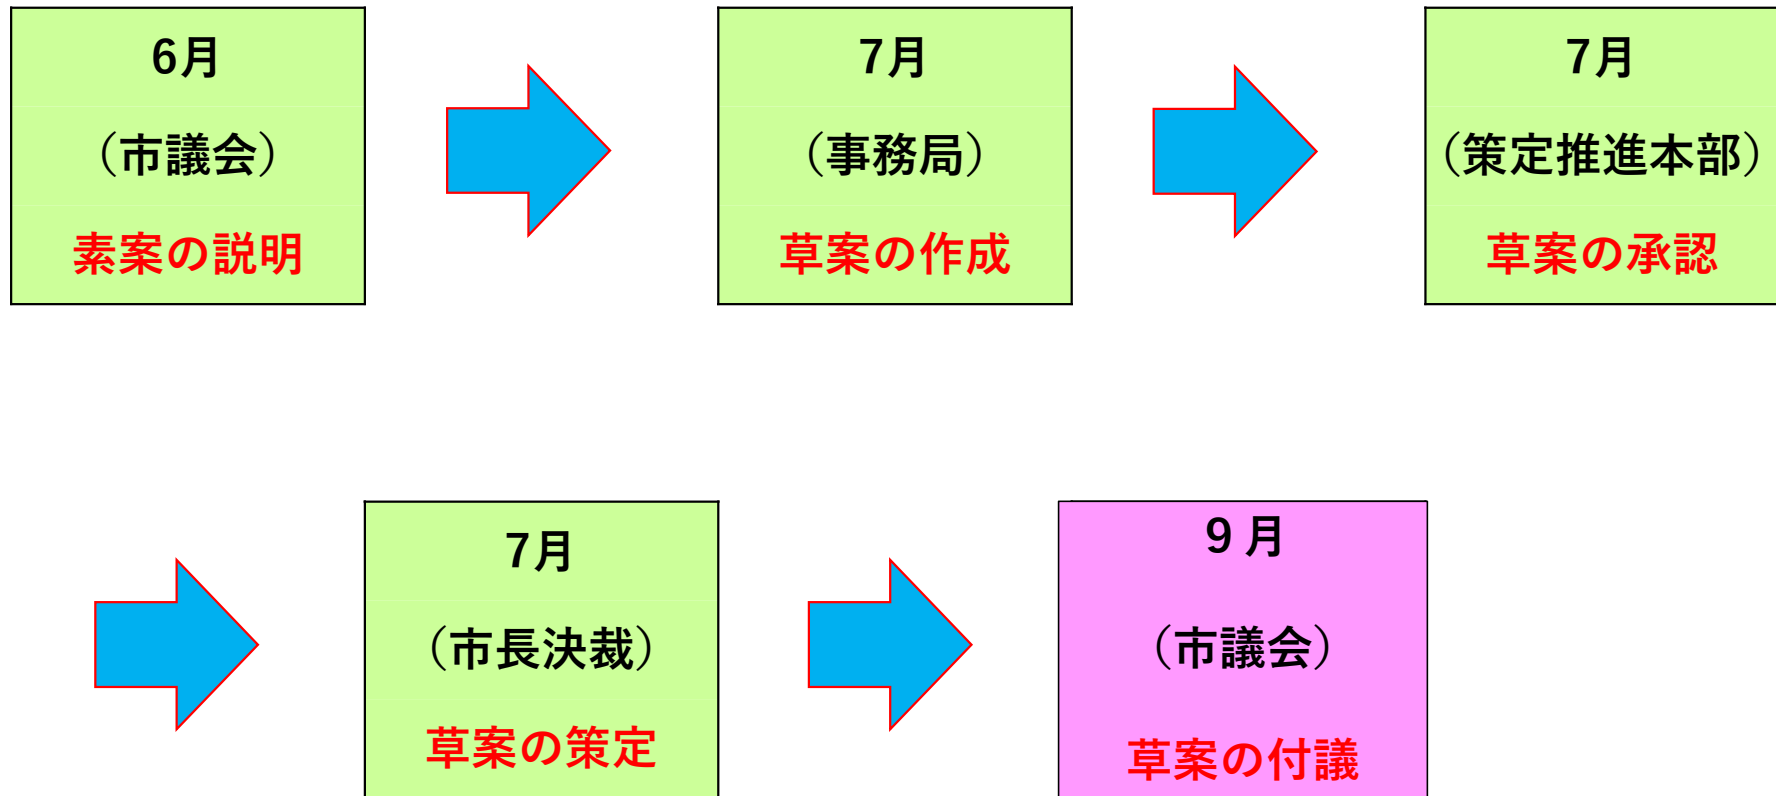 6月
（市議会）
素案の説明
7月
（事務局）
草案の作成
7月
（策定推進本部）
草案の承認
7月
（市長決裁）
草案の策定
9月
（市議会）
草案の付議